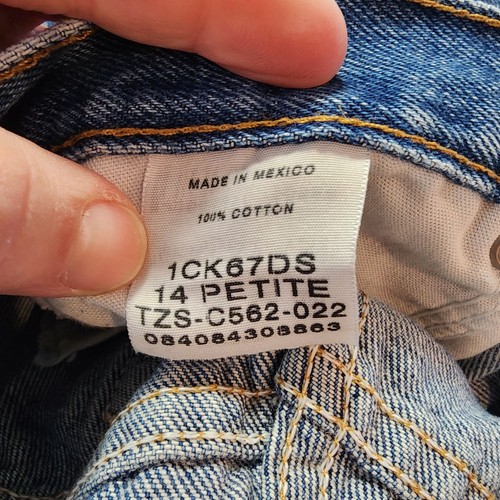 MADE IN MEXICO
100% COTTON
1CK67DS
14 PETITE
TZS-C562-022
084084308863